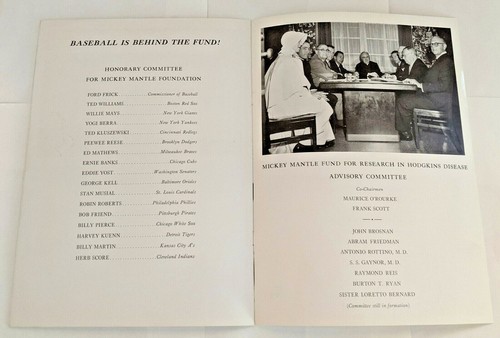 BASEBALL IS BEHIND THE FUND!
HONORARY COMMITTEE
FOR MICKEY MANTLE FOUNDATION
FORD FRICK Commissioner of Baseball
TED WILLIAMS Boston Red Sox
WILLIE MAYS New York Giants
YOGI BERRA New York Yankees
TED KLUSZEWSKI Cincinnati Redlegs
PEEWEE REESE Brooklyn Dodgers
ED MATHEWS Milwaukee Braves
ERNIE BANKS Chicago Cubs
EDDIE YOST Washington Senators
GEORGE KELL Baltimore Orioles
STAN MUSIAL St. Louis Cardinals
ROBIN ROBERTS Philadelphia Phillies
BOB FRIEND Pittsburgh Pirates
BILLY PIERCE Chicago White Sox
HARVEY KUENN Detroit Tigers
BILLY MARTIN Kansas City A's
HERB SCORE Cleveland Indians
MICKEY MANTLE FUND FOR RESEARCH IN HODGKINS DISEASE
ADVISORY COMMITTEE
Co-Chairmen
MAURICE O'ROURKE
FRANK SCOTT
JOHN BROSNAN
ABRAM FRIEDMAN
ANTONIO ROTTINO, M. D.
S. S. GAYNOR, M. D.
RAYMOND REISS
BURTON T. RYAN
SISTER LORETTO BERNARD
(Committee still in formation)